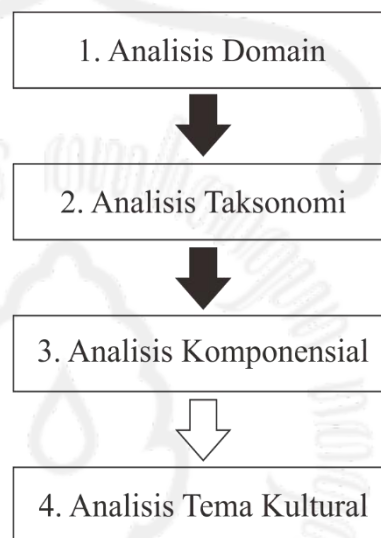 1. Analisis Domain
2. Analisis Taksonomi
3. Analisis Komponensial
4. Analisis Tema Kultural